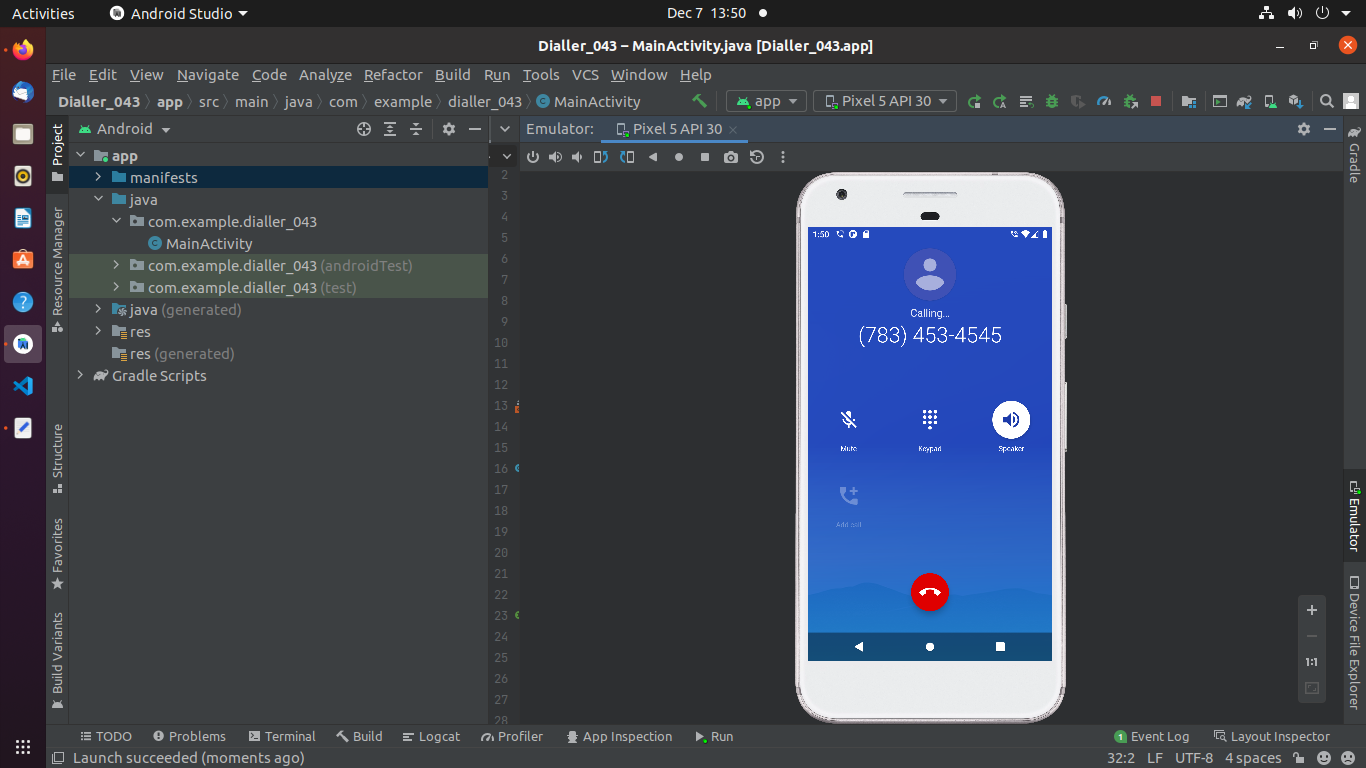 Activities Android Studio Dec 7 13:50
Dialler_043 – MainActivity.java [Dialler_043.app]
File Edit View Navigate Code Analyze Refactor Build Run Tools VCS Window Help
Dialler_043 app src main java com example dialler_043 MainActivity app Pixel 5 API 30
Project
Android
Emulator: Pixel 5 API 30
Gradle
app
manifests
java
com.example.dialler_043
MainActivity
com.example.dialler_043 (androidTest)
com.example.dialler_043 (test)
java (generated)
res
res (generated)
Gradle Scripts
Resource Manager
Structure
Favorites
Build Variants
2
3
4
5
6
7
8
9
10
11
12
13
14
15
16
17
18
19
20
21
22
23
24
25
26
27
28
1:50
Calling...
(783) 453-4545
Mute Keypad Speaker
Add call
1:1
Emulator
Device File Explorer
TODO Problems Terminal Build Logcat Profiler App Inspection Run 1 Event Log Layout Inspector
Launch succeeded (moments ago) 32:2 LF UTF-8 4 spaces